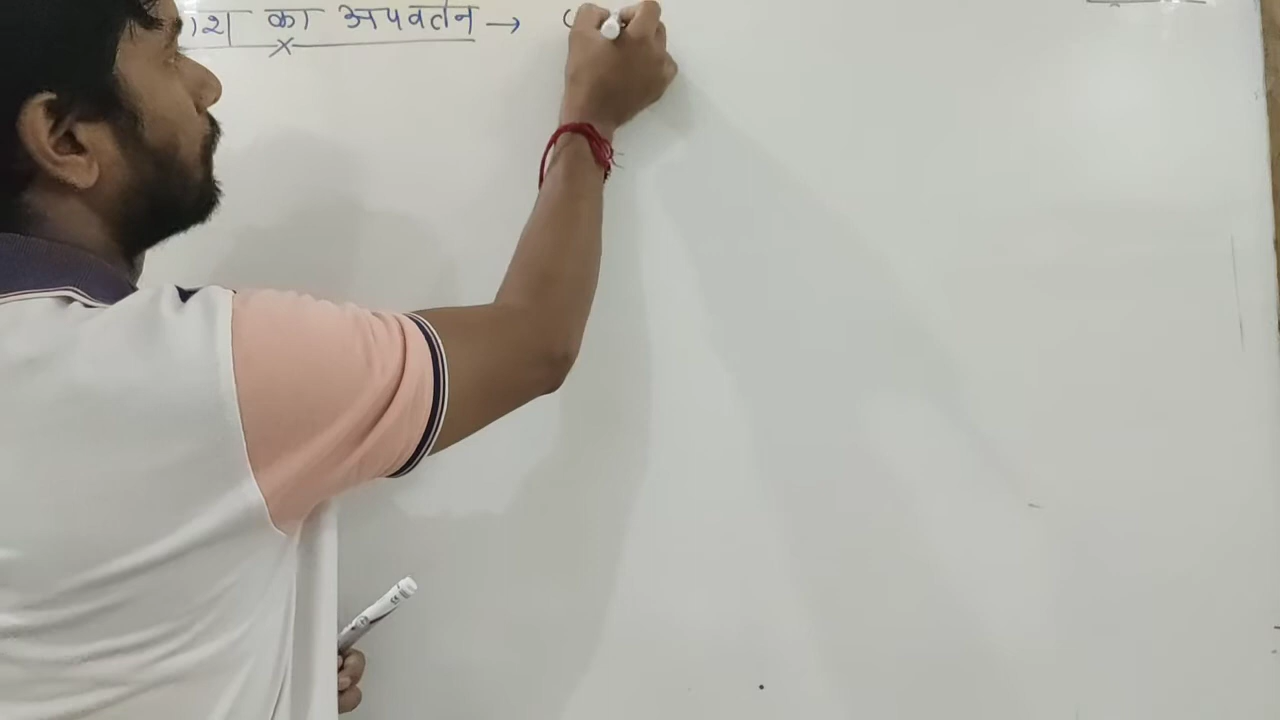 ाश का अपवर्तन →